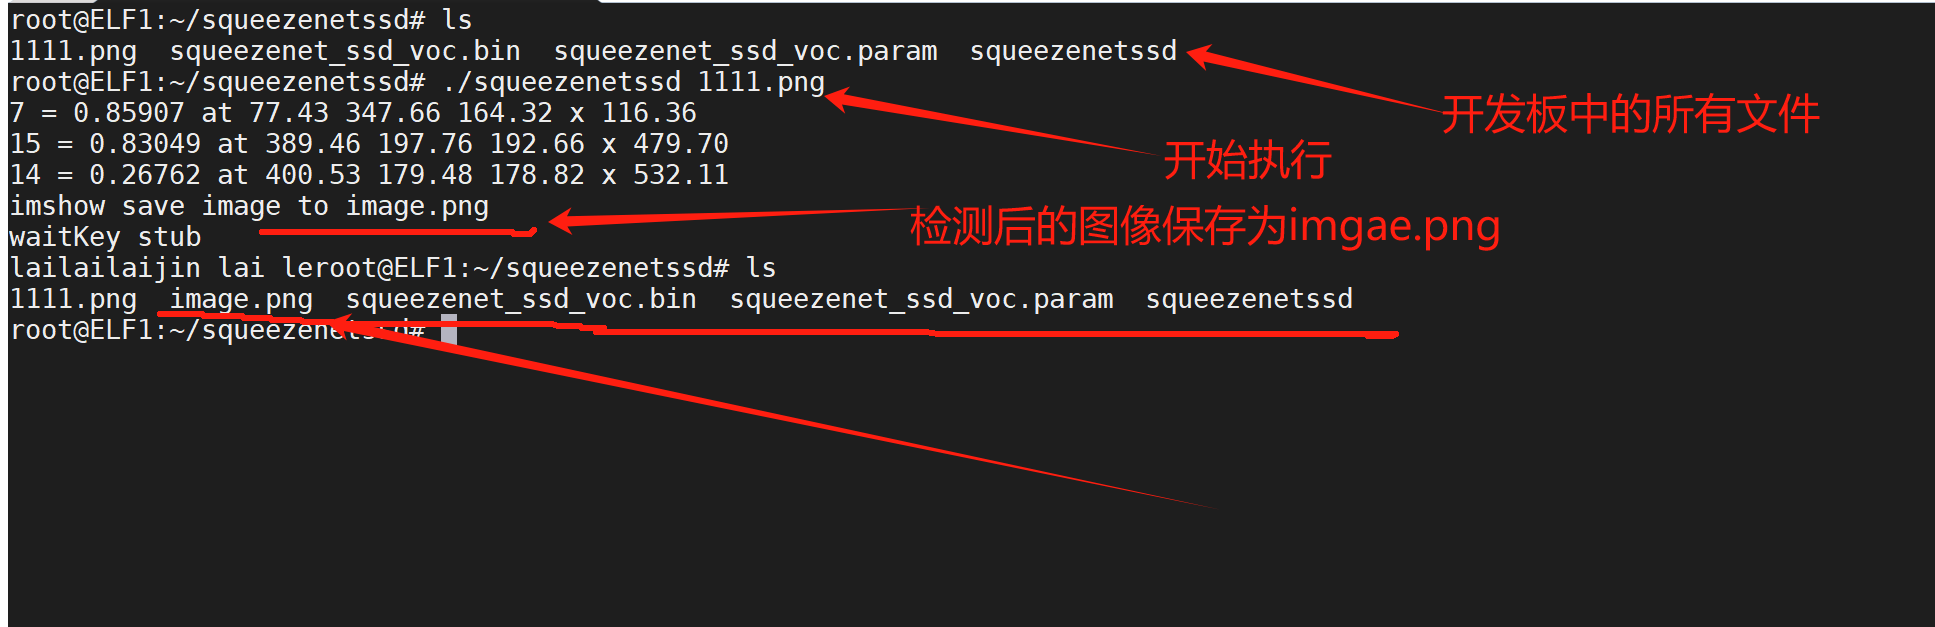 root@ELF1:~/squeezenetssd# ls
1111.png  squeezenet_ssd_voc.bin  squeezenet_ssd_voc.param  squeezenetssd
开发板中的所有文件
root@ELF1:~/squeezenetssd# ./squeezenetssd 1111.png
开始执行
7 = 0.85907 at 77.43 347.66 164.32 x 116.36
15 = 0.83049 at 389.46 197.76 192.66 x 479.70
14 = 0.26762 at 400.53 179.48 178.82 x 532.11
imshow save image to image.png
检测后的图像保存为imgae.png
waitKey stub
lailailaijin lai leroot@ELF1:~/squeezenetssd# ls
1111.png  image.png  squeezenet_ssd_voc.bin  squeezenet_ssd_voc.param  squeezenetssd
root@ELF1:~/squeezenetssd#